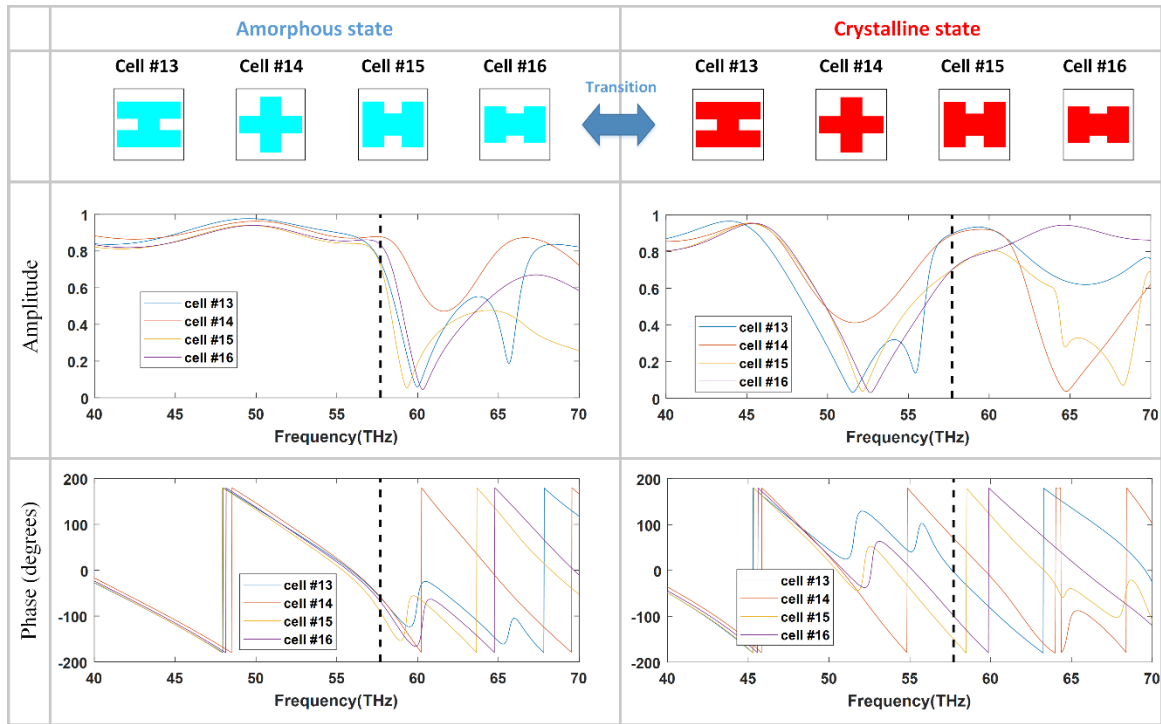 Amorphous state
Crystalline state
Cell #13 Cell #14 Cell #15 Cell #16
Transition
Cell #13 Cell #14 Cell #15 Cell #16
Amplitude
1
0.8
0.6
0.4
0.2
0
cell #13
cell #14
cell #15
cell #16
40 45 50 55 60 65 70
Frequency(THz)
1
0.8
0.6
0.4
0.2
0
cell #13
cell #14
cell #15
cell #16
40 45 50 55 60 65 70
Frequency(THz)
Phase (degrees)
200
100
0
-100
-200
cell #13
cell #14
cell #15
cell #16
40 45 50 55 60 65 70
Frequency(THz)
200
100
0
-100
-200
cell #13
cell #14
cell #15
cell #16
40 45 50 55 60 65 70
Frequency(THz)